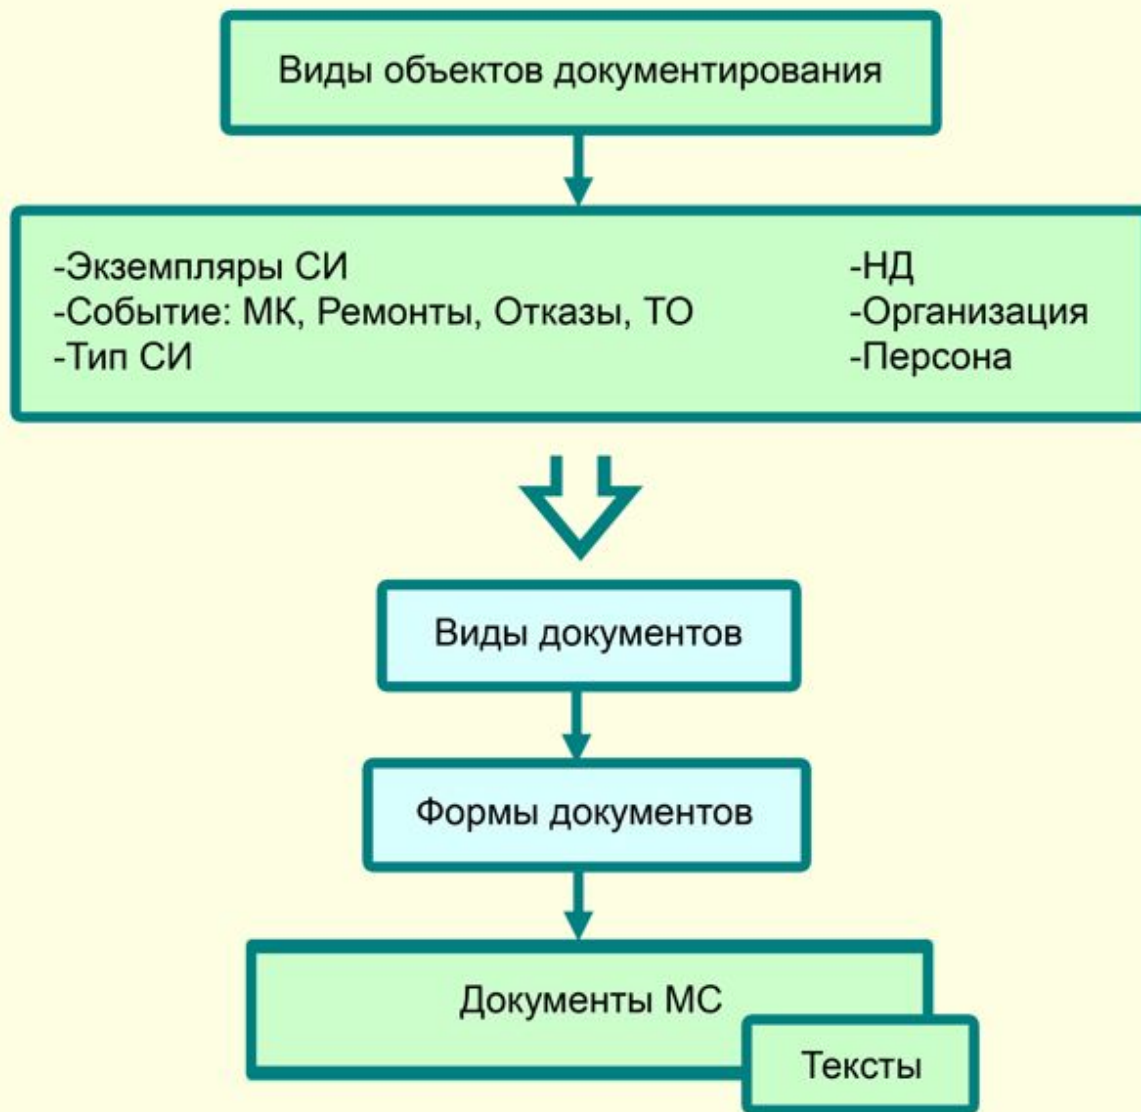 Виды объектов документирования
-Экземпляры СИ
-Событие: МК, Ремонты, Отказы, ТО
-Тип СИ
-НД
-Организация
-Персона
Виды документов
Формы документов
Документы МС
Тексты